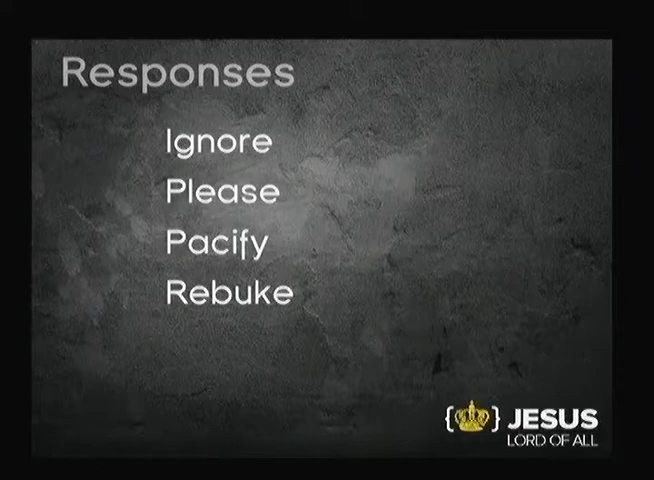 Responses
Ignore
Please
Pacify
Rebuke
{ } JESUS
LORD OF ALL